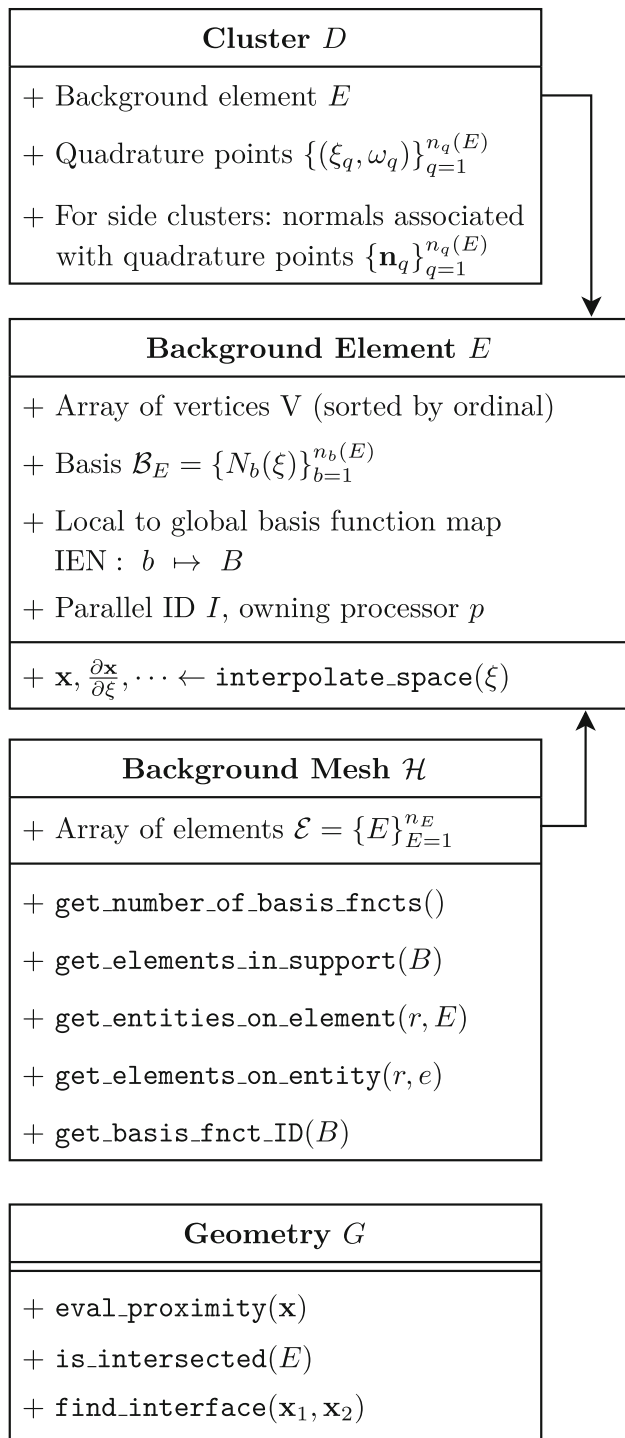 Cluster D
+ Background element E
+ Quadrature points {(ξ_q, ω_q)}_{q=1}^{n_q(E)}
+ For side clusters: normals associated
with quadrature points {𝐧_q}_{q=1}^{n_q(E)}
Background Element E
+ Array of vertices V (sorted by ordinal)
+ Basis ℬ_E = {N_b(ξ)}_{b=1}^{n_b(E)}
+ Local to global basis function map
IEN : b ↦ B
+ Parallel ID I, owning processor p
+ 𝐱, ∂𝐱/∂ξ, ⋯ ← interpolate_space(ξ)
Background Mesh ℋ
+ Array of elements ℰ = {E}_{E=1}^{n_E}
+ get_number_of_basis_fncts()
+ get_elements_in_support(B)
+ get_entities_on_element(r, E)
+ get_elements_on_entity(r, e)
+ get_basis_fnct_ID(B)
Geometry G
+ eval_proximity(𝐱)
+ is_intersected(E)
+ find_interface(𝐱_1, 𝐱_2)